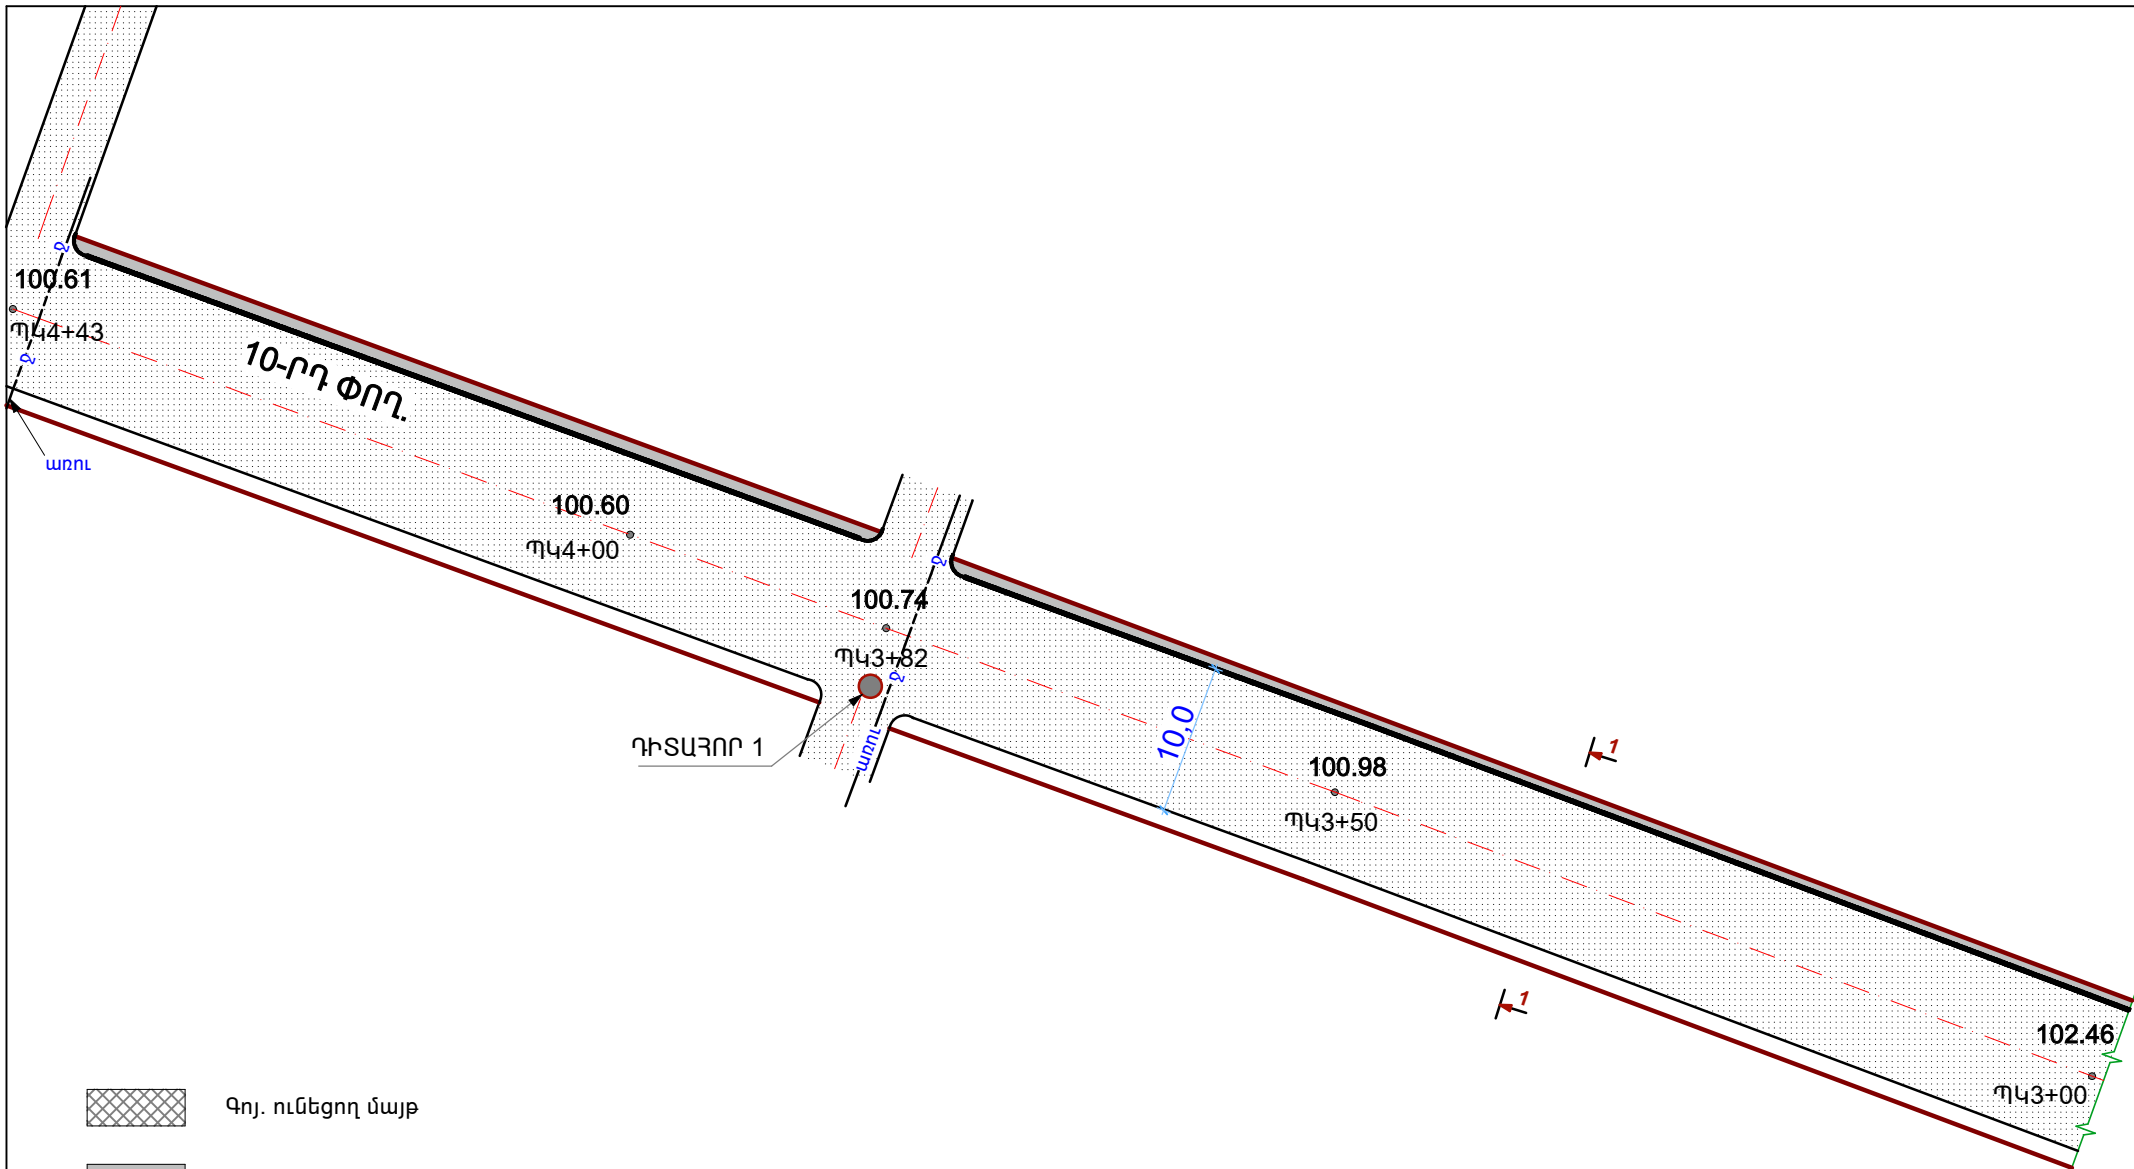 ջ
100.61
ՊԿ4+43
ջ
10-ՐԴ ՓՈՂ.
առու
100.60
ՊԿ4+00
ջ
100.74
ՊԿ3+82
ջ
առու
ԴԻՏԱՀՈՐ 1
10,0
1
100.98
ՊԿ3+50
1
102.46
ՊԿ3+00
Գոյ. ունեցող մայթ